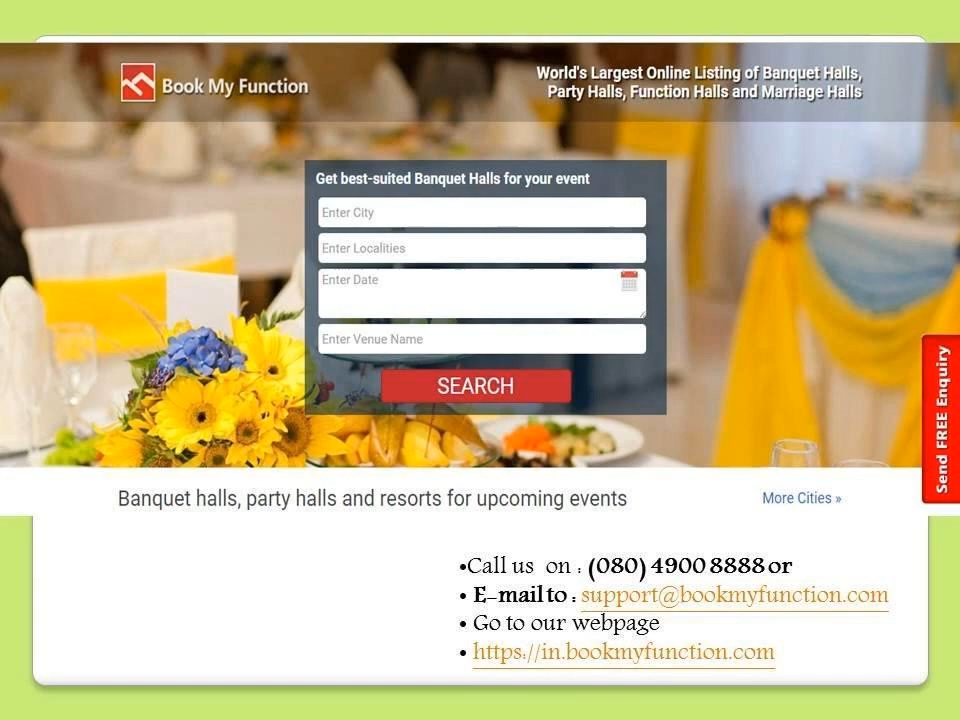 Book My Function
World's Largest Online Listing of Banquet Halls,
Party Halls, Function Halls and Marriage Halls
Get best-suited Banquet Halls for your event
Enter City
Enter Localities
Enter Date
Enter Venue Name
SEARCH
Send FREE Enquiry
Banquet halls, party halls and resorts for upcoming events
More Cities »
•Call us on : (080) 4900 8888 or
• E-mail to : support@bookmyfunction.com
• Go to our webpage
• https://in.bookmyfunction.com